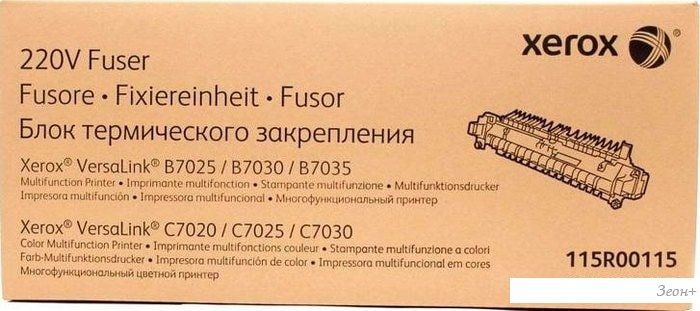 xerox
220V Fuser
Fusore • Fixiereinheit • Fusor
Блок термического закрепления
Xerox® VersaLink® B7025 / B7030 / B7035
Multifunction Printer • Imprimante multifonction • Stampante multifunzione • Multifunktionsdrucker
Impresora multifunción • Impressora multifuncional • Многофункциональный принтер
Xerox® VersaLink® C7020 / C7025 / C7030
Color Multifunction Printer • Imprimante multifonctions couleur • Stampante multifunzione a colori
Farb-Multifunktionsdrucker • Impresora multifunción de color • Impressora multifuncional em cores
Многофункциональный цветной принтер
115R00115
Зеон+